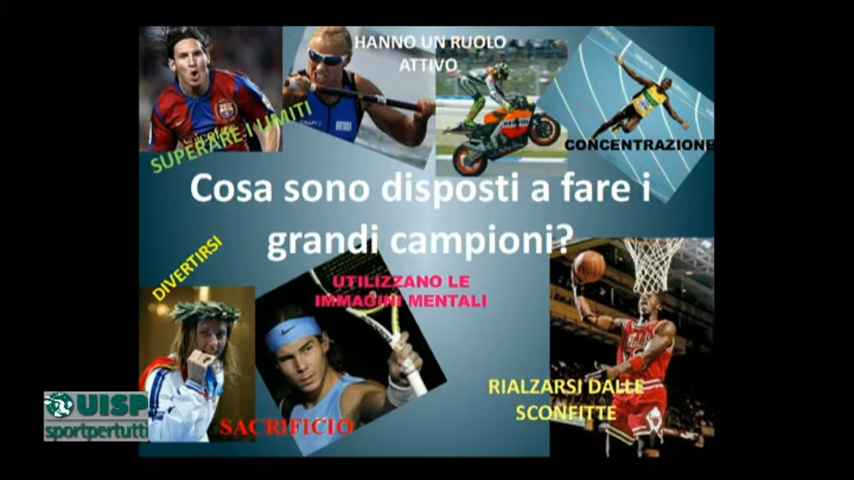 HANNO UN RUOLO
ATTIVO
SUPERARE I LIMITI
CONCENTRAZIONE
Cosa sono disposti a fare i
grandi campioni?
DIVERTIRSI
UTILIZZANO LE
IMMAGINI MENTALI
RIALZARSI DALLE
SCONFITTE
SACRIFICIO
UISP
sportpertutti
unicef